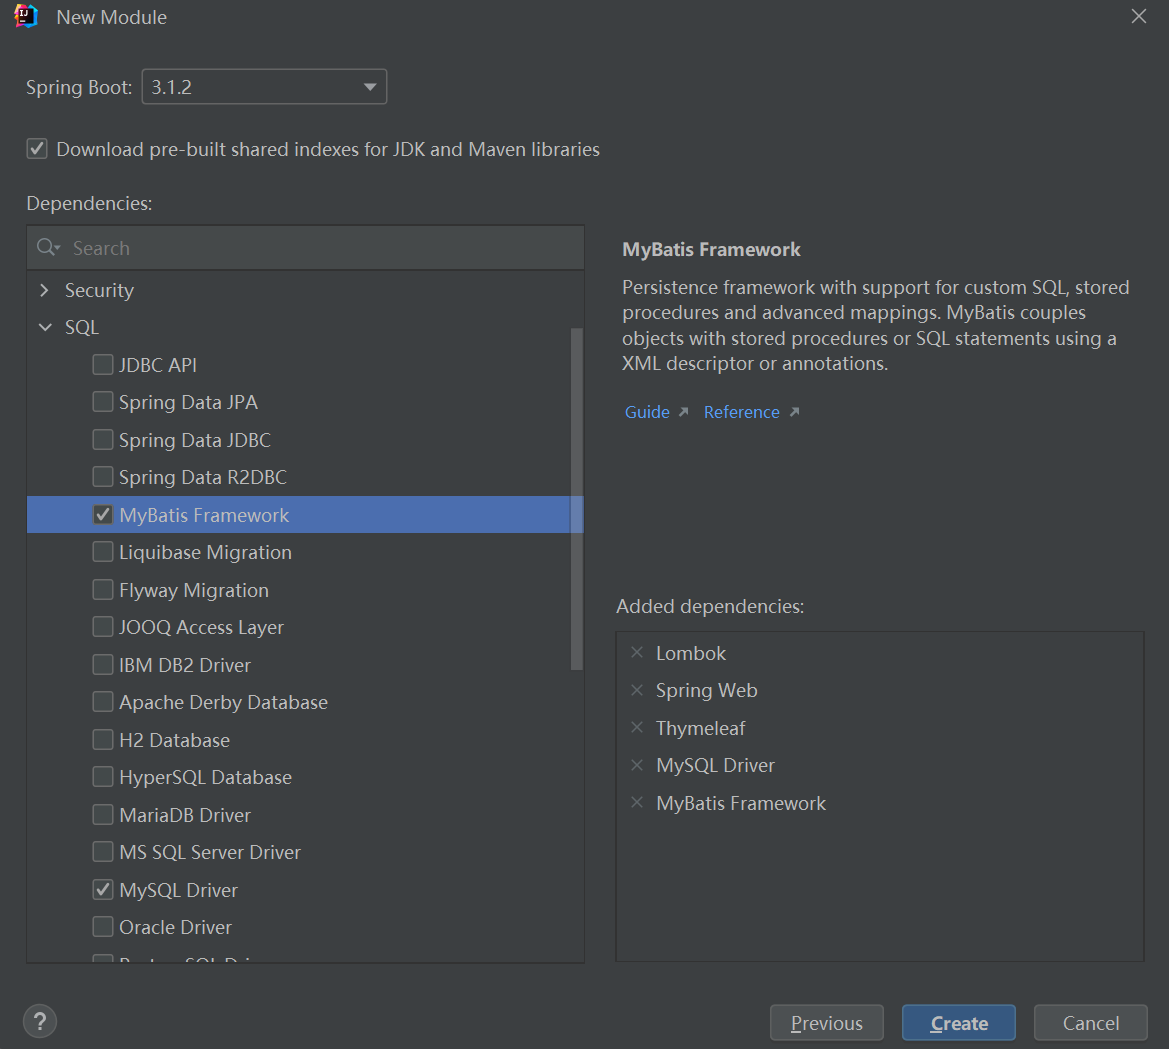 New Module
Spring Boot: 3.1.2
Download pre-built shared indexes for JDK and Maven libraries
Dependencies:
Search
Security
SQL
JDBC API
Spring Data JPA
Spring Data JDBC
Spring Data R2DBC
MyBatis Framework
Liquibase Migration
Flyway Migration
JOOQ Access Layer
IBM DB2 Driver
Apache Derby Database
H2 Database
HyperSQL Database
MariaDB Driver
MS SQL Server Driver
MySQL Driver
Oracle Driver
MyBatis Framework
Persistence framework with support for custom SQL, stored
procedures and advanced mappings. MyBatis couples
objects with stored procedures or SQL statements using a
XML descriptor or annotations.
Guide Reference
Added dependencies:
Lombok
Spring Web
Thymeleaf
MySQL Driver
MyBatis Framework
? Previous Create Cancel